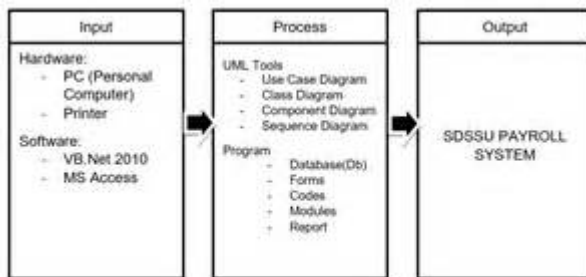 Input
Hardware:
- PC (Personal
Computer)
- Printer
Software:
- VB.Net 2010
- MS Access
Process
UML Tools
- Use Case Diagram
- Class Diagram
- Component Diagram
- Sequence Diagram
Program
- Database(Db)
- Forms
- Codes
- Modules
- Report
Output
SDSSU PAYROLL
SYSTEM